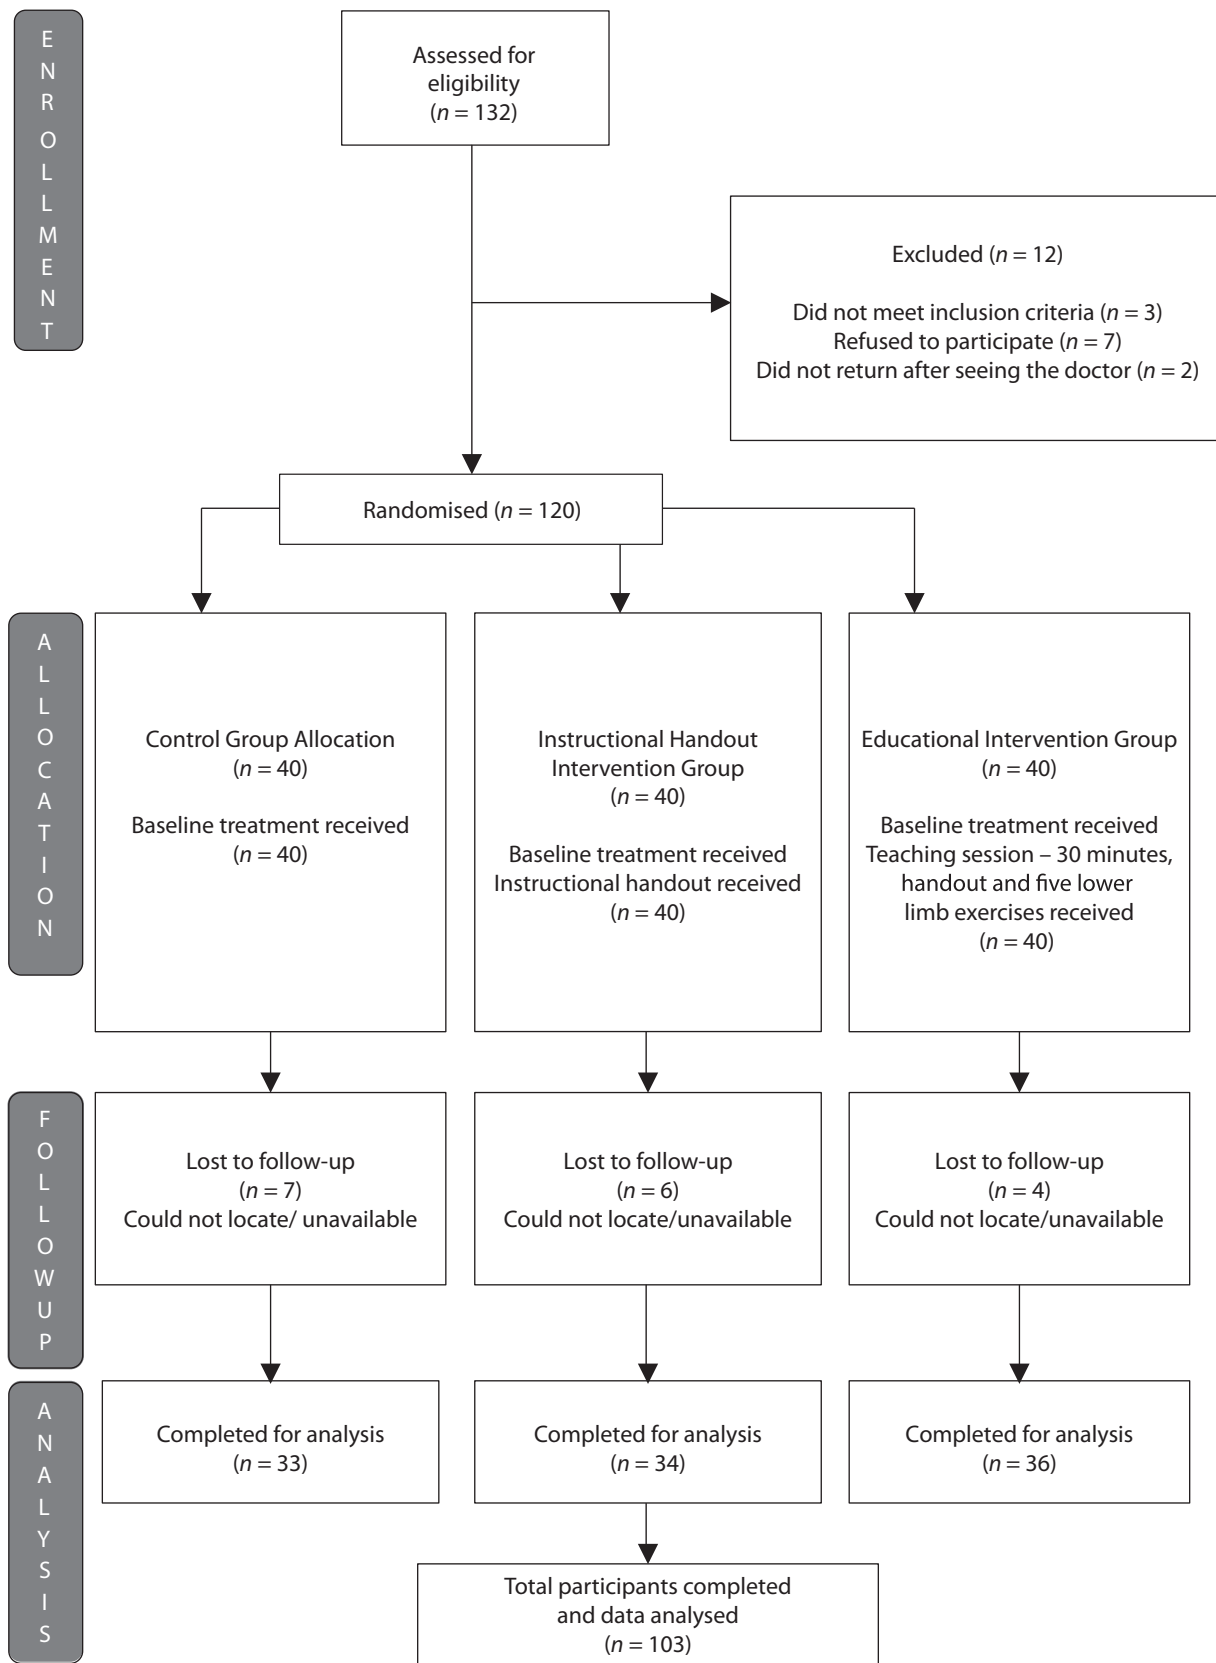 ENROLLMENT
Assessed for
eligibility
(n = 132)
Excluded (n = 12)
Did not meet inclusion criteria (n = 3)
Refused to participate (n = 7)
Did not return after seeing the doctor (n = 2)
Randomised (n = 120)
ALLOCATION
Control Group Allocation
(n = 40)
Baseline treatment received
(n = 40)
Instructional Handout
Intervention Group
(n = 40)
Baseline treatment received
Instructional handout received
(n = 40)
Educational Intervention Group
(n = 40)
Baseline treatment received
Teaching session – 30 minutes,
handout and five lower
limb exercises received
(n = 40)
FOLLOWUP
Lost to follow-up
(n = 7)
Could not locate/ unavailable
Lost to follow-up
(n = 6)
Could not locate/unavailable
Lost to follow-up
(n = 4)
Could not locate/unavailable
ANALYSIS
Completed for analysis
(n = 33)
Completed for analysis
(n = 34)
Completed for analysis
(n = 36)
Total participants completed
and data analysed
(n = 103)